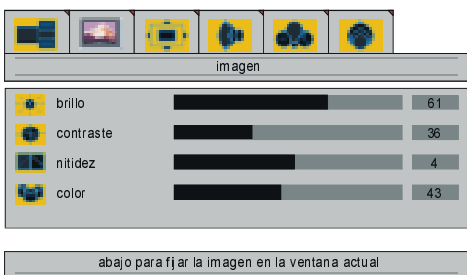 imagen
brillo 61
contraste 36
nitidez 4
color 43
abajo para fijar la imagen en la ventana actual